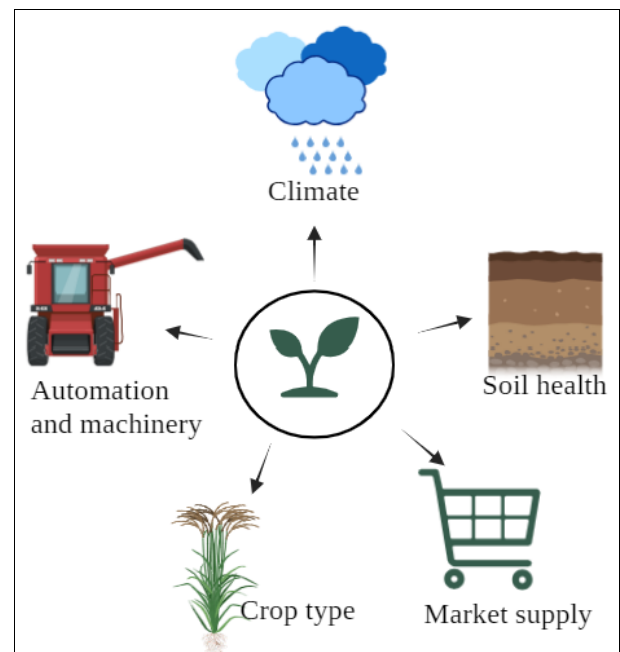 Climate
Soil health
Automation
and machinery
Crop type
Market supply